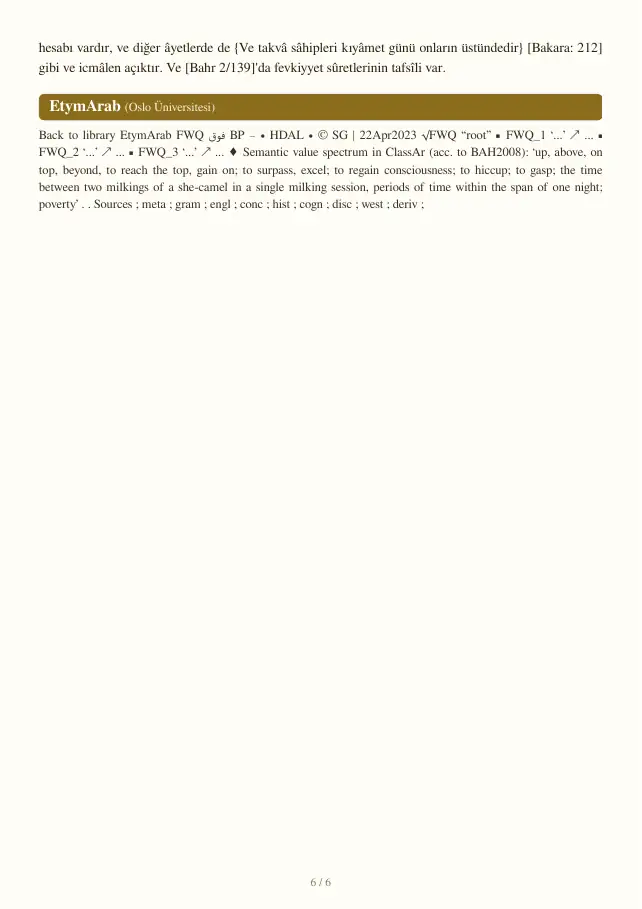 hesabı vardır, ve diğer âyetlerde de {Ve takvâ sâhipleri kıyâmet günü onların üstündedir} [Bakara: 212]
gibi ve icmâlen açıktır. Ve [Bahr 2/139]'da fevkiyyet sûretlerinin tafsîli var.
EtymArab (Oslo Üniversitesi)
Back to library EtymArab FWQ فوق BP – • HDAL • © SG | 22Apr2023 √FWQ “root” ▪ FWQ_1 ‘...’ ↗ ... ▪
FWQ_2 ‘...’ ↗ ... ▪ FWQ_3 ‘...’ ↗ ... ♦ Semantic value spectrum in ClassAr (acc. to BAH2008): ‘up, above, on
top, beyond, to reach the top, gain on; to surpass, excel; to regain consciousness; to hiccup; to gasp; the time
between two milkings of a she-camel in a single milking session, periods of time within the span of one night;
poverty’ . . Sources ; meta ; gram ; engl ; conc ; hist ; cogn ; disc ; west ; deriv ;
6 / 6